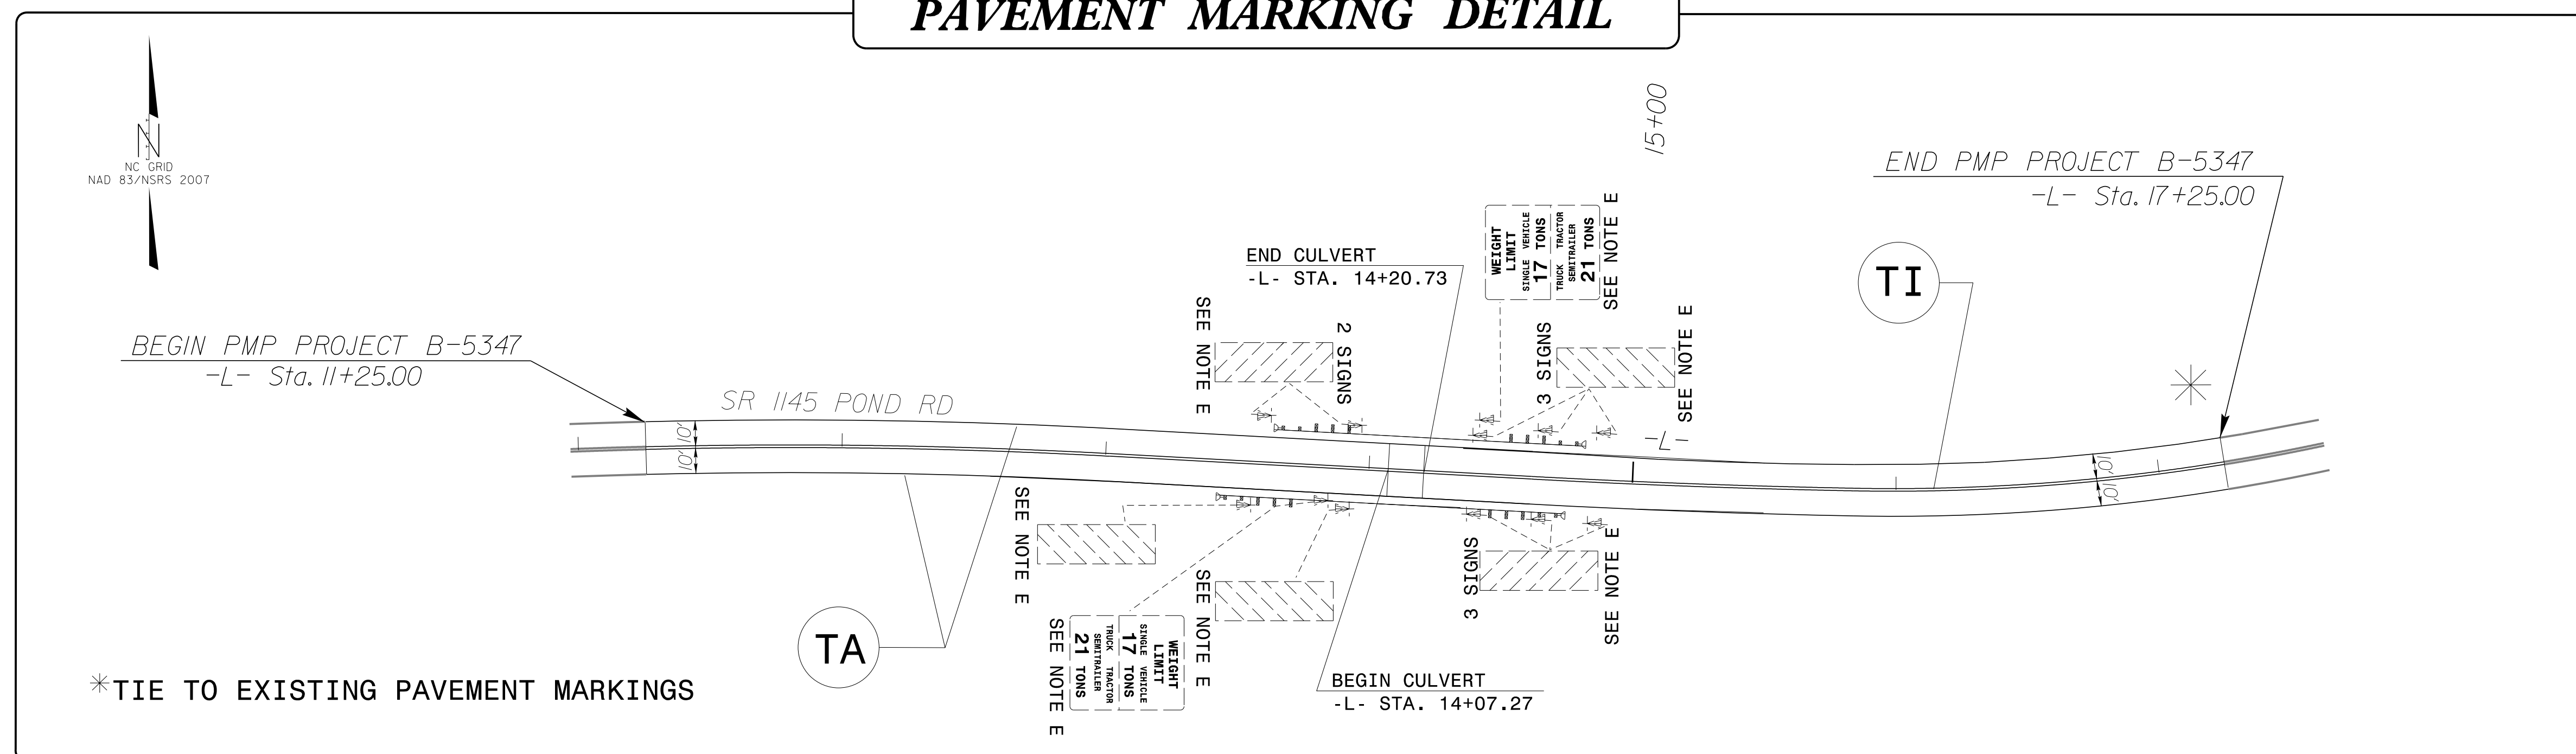 PAVEMENT MARKING DETAIL
N
NC GRID
NAD 83/NSRS 2007
15+00
END PMP PROJECT B-5347
-L- Sta. 17+25.00
WEIGHT
LIMIT
SINGLE VEHICLE
17 TONS
TRUCK TRACTOR
SEMITRAILER
21 TONS
SEE NOTE E
END CULVERT
-L- STA. 14+20.73
TI
SEE NOTE E
2 SIGNS
3 SIGNS
SEE NOTE E
BEGIN PMP PROJECT B-5347
-L- Sta. 11+25.00
SR 1145 POND RD
10'
10'
-L-
10'
10'
SEE NOTE E
SEE NOTE E
3 SIGNS
SEE NOTE E
TA
SEE NOTE E
WEIGHT
LIMIT
SINGLE VEHICLE
17 TONS
TRUCK TRACTOR
SEMITRAILER
21 TONS
BEGIN CULVERT
-L- STA. 14+07.27
*TIE TO EXISTING PAVEMENT MARKINGS